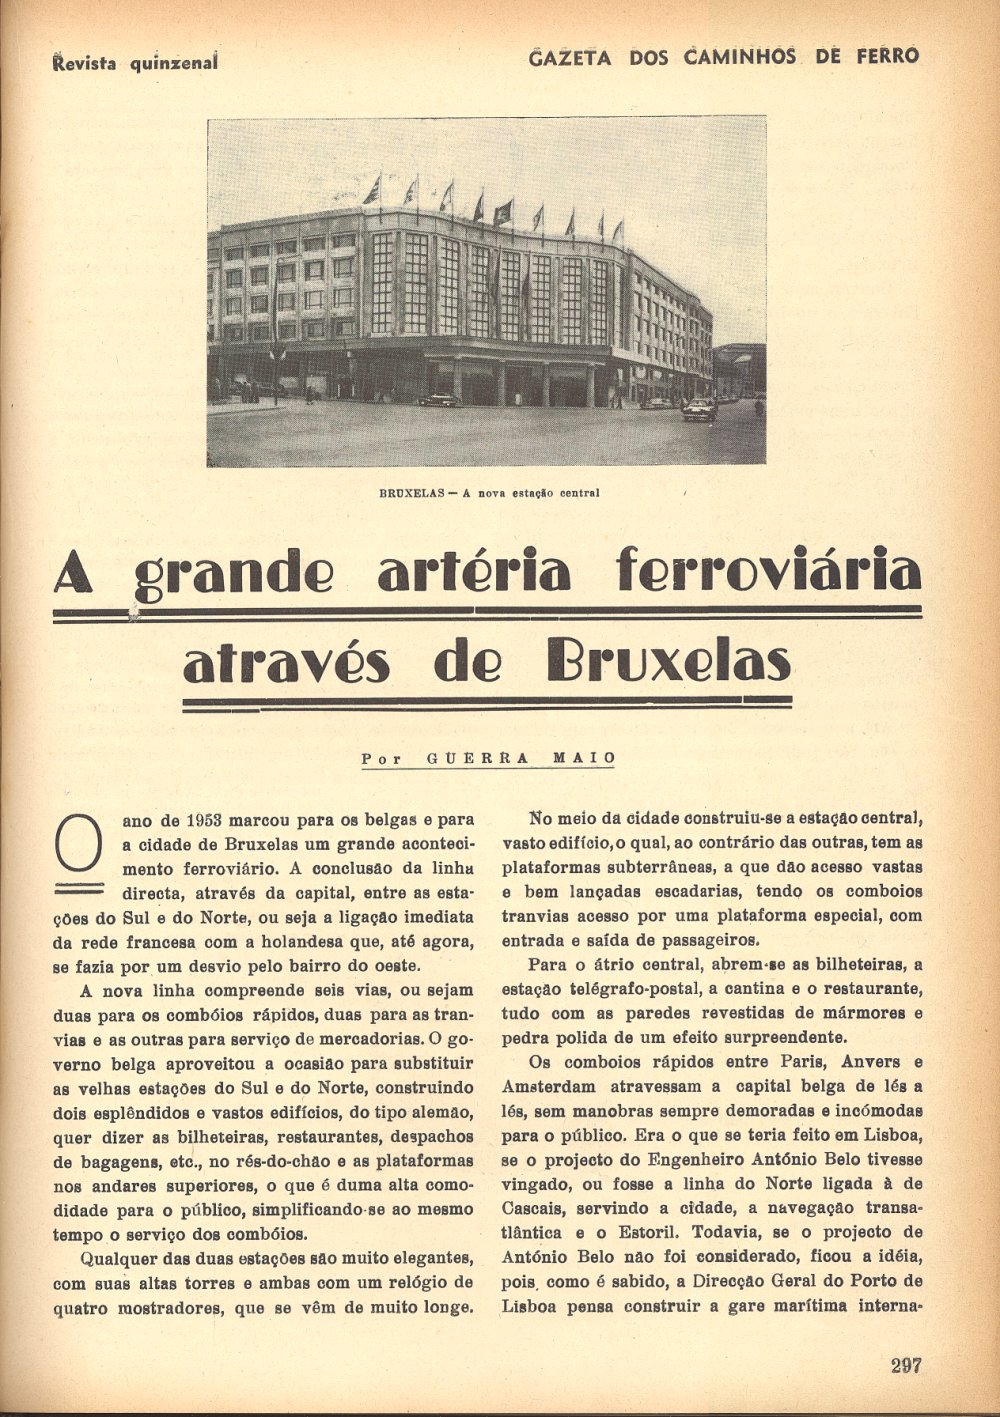 Revista quinzenal
GAZETA DOS CAMINHOS DE FERRO
BRUXELAS — A nova estação central
A grande artéria ferroviária
através de Bruxelas
Por GUERRA MAIO
O ano de 1953 marcou para os belgas e para
a cidade de Bruxelas um grande aconteci-
mento ferroviário. A conclusão da linha
directa, através da capital, entre as esta-
ções do Sul e do Norte, ou seja a ligação imediata
da rede francesa com a holandesa que, até agora,
se fazia por um desvio pelo bairro do oeste.
A nova linha compreende seis vias, ou sejam
duas para os combóios rápidos, duas para as tran-
vias e as outras para serviço de mercadorias. O go-
verno belga aproveitou a ocasião para substituir
as velhas estações do Sul e do Norte, construindo
dois esplêndidos e vastos edifícios, do tipo alemão,
quer dizer as bilheteiras, restaurantes, despachos
de bagagens, etc., no rés-do-chão e as plataformas
nos andares superiores, o que é duma alta como-
didade para o público, simplificando-se ao mesmo
tempo o serviço dos combóios.
Qualquer das duas estações são muito elegantes,
com suas altas torres e ambas com um relógio de
quatro mostradores, que se vêm de muito longe.
No meio da cidade construiu-se a estação central,
vasto edifício, o qual, ao contrário das outras, tem as
plataformas subterrâneas, a que dão acesso vastas
e bem lançadas escadarias, tendo os comboios
tranvias acesso por uma plataforma especial, com
entrada e saída de passageiros.
Para o átrio central, abrem-se as bilheteiras, a
estação telégrafo-postal, a cantina e o restaurante,
tudo com as paredes revestidas de mármores e
pedra polida de um efeito surpreendente.
Os comboios rápidos entre Paris, Anvers e
Amsterdam atravessam a capital belga de lés a
lés, sem manobras sempre demoradas e incómodas
para o público. Era o que se teria feito em Lisboa,
se o projecto do Engenheiro António Belo tivesse
vingado, ou fosse a linha do Norte ligada à de
Cascais, servindo a cidade, a navegação transa-
tlântica e o Estoril. Todavia, se o projecto de
António Belo não foi considerado, ficou a idéia,
pois como é sabido, a Direcção Geral do Porto de
Lisboa pensa construir a gare marítima interna-
297